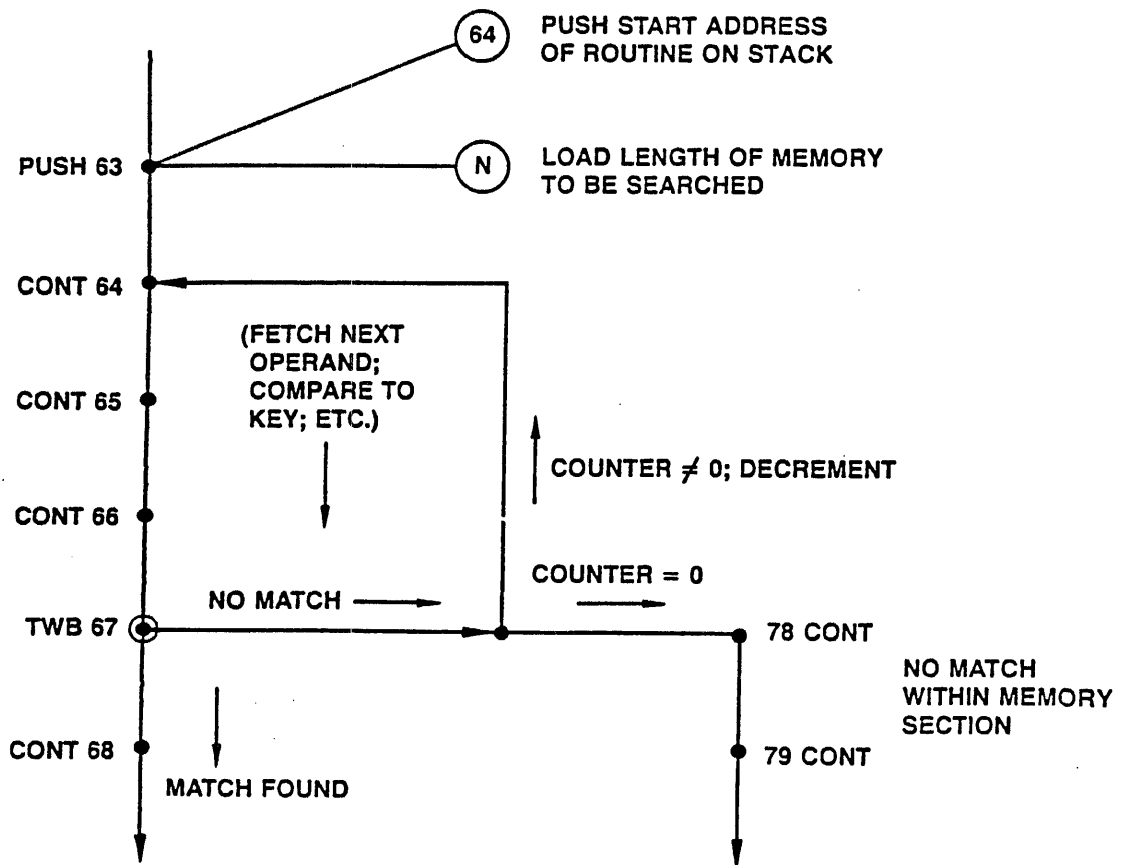 64
PUSH START ADDRESS
OF ROUTINE ON STACK
PUSH 63
N
LOAD LENGTH OF MEMORY
TO BE SEARCHED
CONT 64
(FETCH NEXT
OPERAND;
COMPARE TO
KEY; ETC.)
CONT 65
COUNTER ≠ 0; DECREMENT
CONT 66
COUNTER = 0
NO MATCH
TWB 67
78 CONT
NO MATCH
WITHIN MEMORY
SECTION
CONT 68
79 CONT
MATCH FOUND